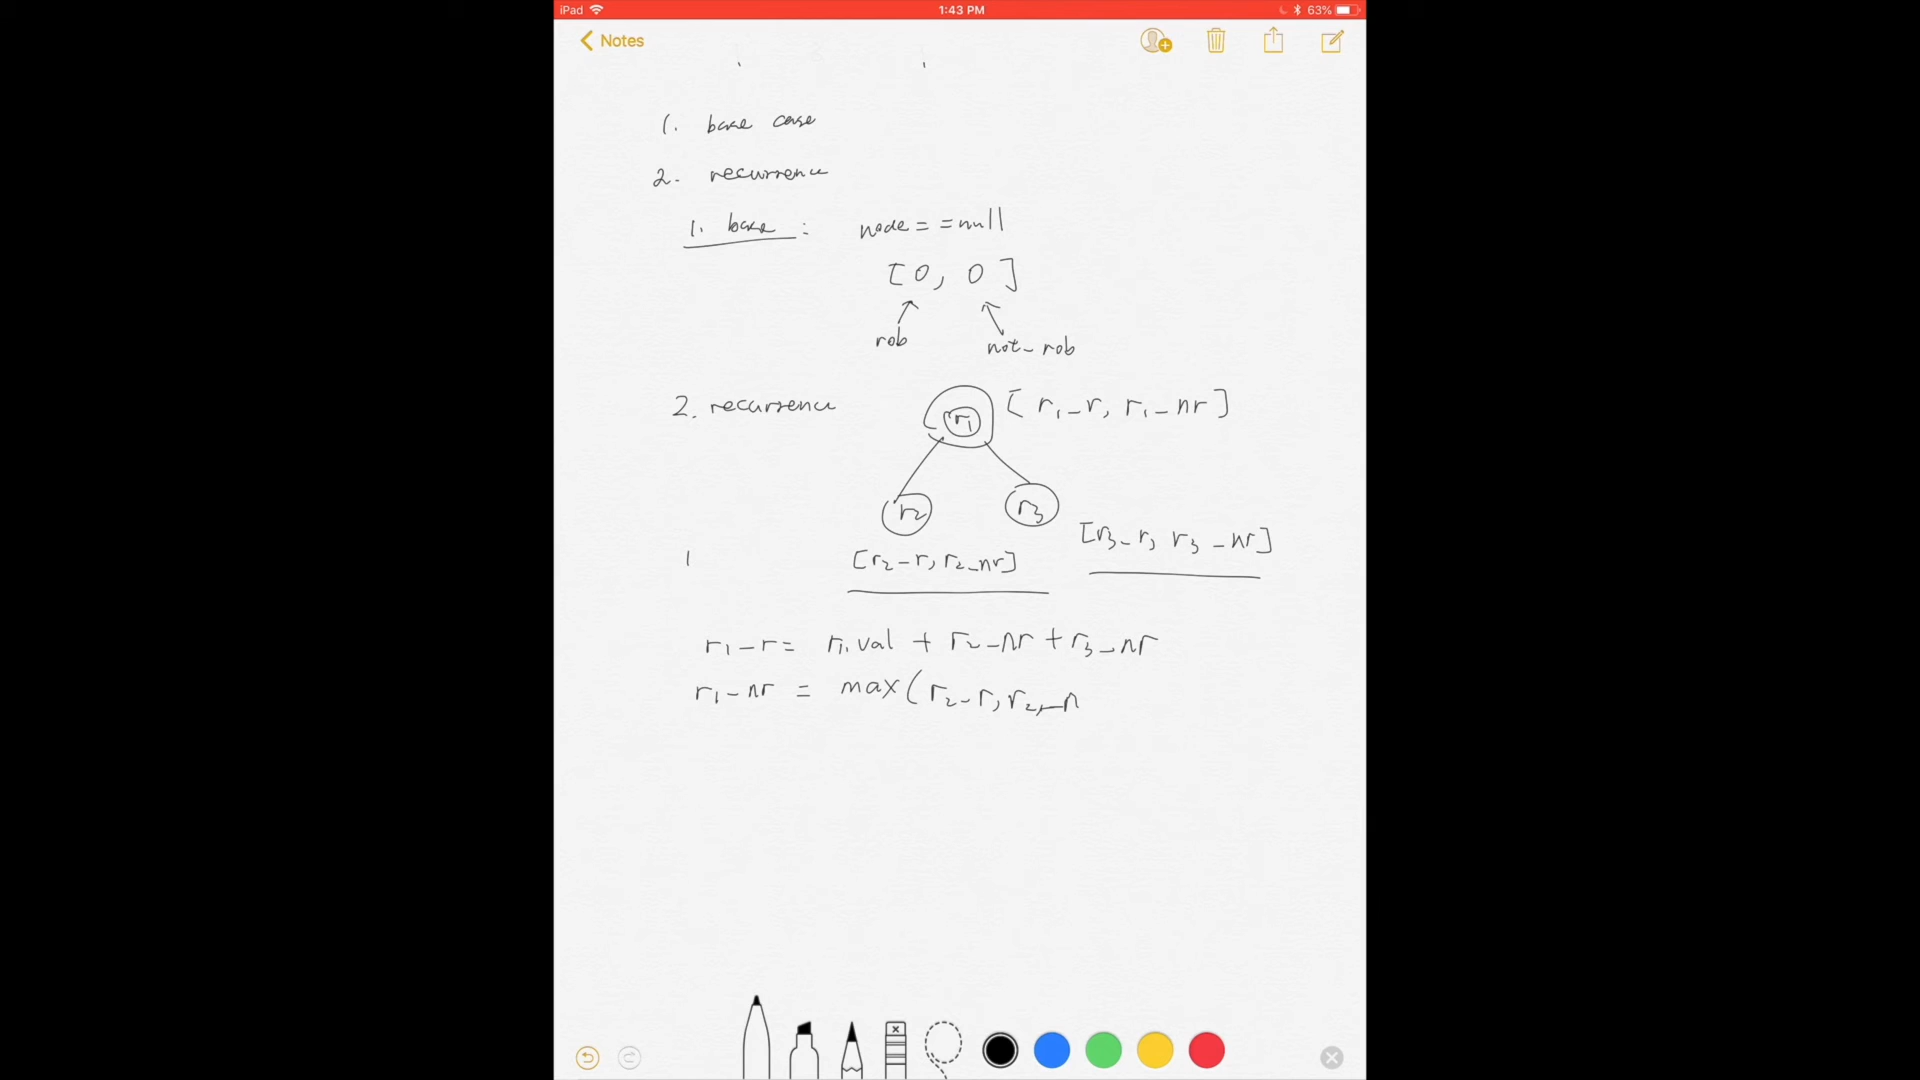 iPad 1:43 PM 63%
Notes
1. base case
2. recurrence
1. base : node = = null
[0, 0]
rob not_rob
2. recurrence r1 [r1_r, r1_nr]
r2 r3
[r3_r, r3_nr]
1 [r2_r, r2_nr]
r1_r = r1.val + r2_nr + r3_nr
r1_nr = max(r2_r, r2_n